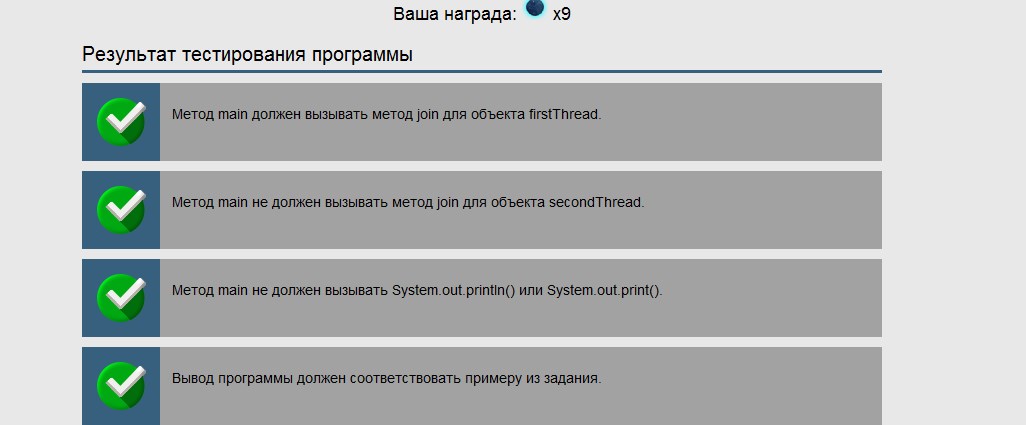 Ваша награда: x9
Результат тестирования программы
Метод main должен вызывать метод join для объекта firstThread.
Метод main не должен вызывать метод join для объекта secondThread.
Метод main не должен вызывать System.out.println() или System.out.print().
Вывод программы должен соответствовать примеру из задания.